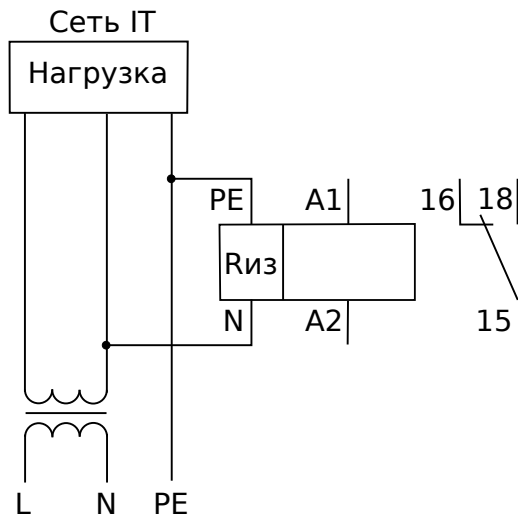 Сеть IT
Нагрузка
PE A1 16 18
Rиз
N A2 15
L N PE